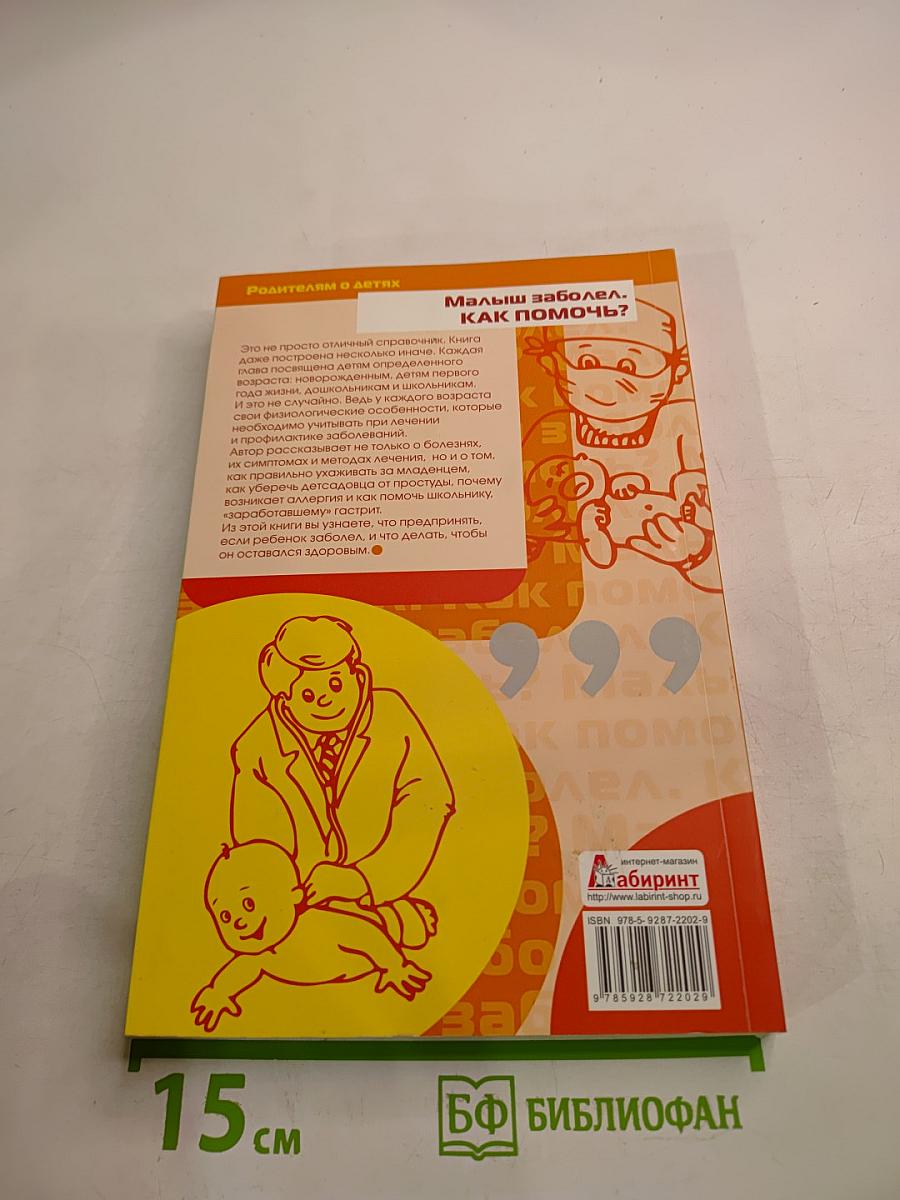 Родителям о детях
Малыш заболел.
КАК ПОМОЧЬ?
Это не просто отличный справочник. Книга
даже построена несколько иначе. Каждая
глава посвящена детям определенного
возраста: новорожденным, детям первого
года жизни, дошкольникам и школьникам.
И это не случайно. Ведь у каждого возраста
свои физиологические особенности, которые
необходимо учитывать при лечении
и профилактике заболеваний.
Автор рассказывает не только о болезнях,
их симптомах и методах лечения, но и о том,
как правильно ухаживать за младенцем,
как уберечь детсадовца от простуды, почему
возникает аллергия и как помочь школьнику,
«заработавшему» гастрит.
Из этой книги вы узнаете, что предпринять,
если ребенок заболел, и что делать, чтобы
он оставался здоровым.
интернет-магазин
Лабиринт
http://www.labirint-shop.ru
ISBN 978-5-9287-2202-9
9 785928 722029
15 см
БФ БИБЛИОФАН